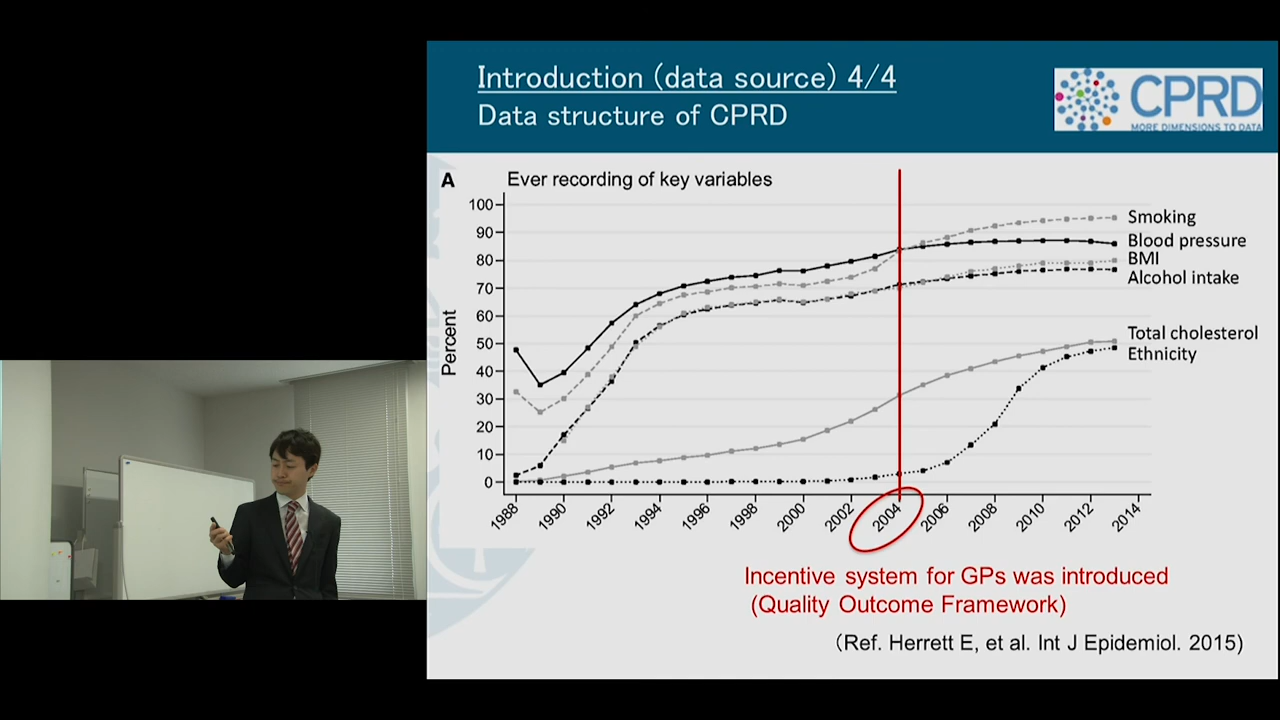 Introduction (data source) 4/4
Data structure of CPRD
CPRD
MORE DIMENSIONS TO DATA
A
Ever recording of key variables
Percent
100
90
80
70
60
50
40
30
20
10
0
Smoking
Blood pressure
BMI
Alcohol intake
Total cholesterol
Ethnicity
1988
1990
1992
1994
1996
1998
2000
2002
2004
2006
2008
2010
2012
2014
Incentive system for GPs was introduced
(Quality Outcome Framework)
(Ref. Herrett E, et al. Int J Epidemiol. 2015)